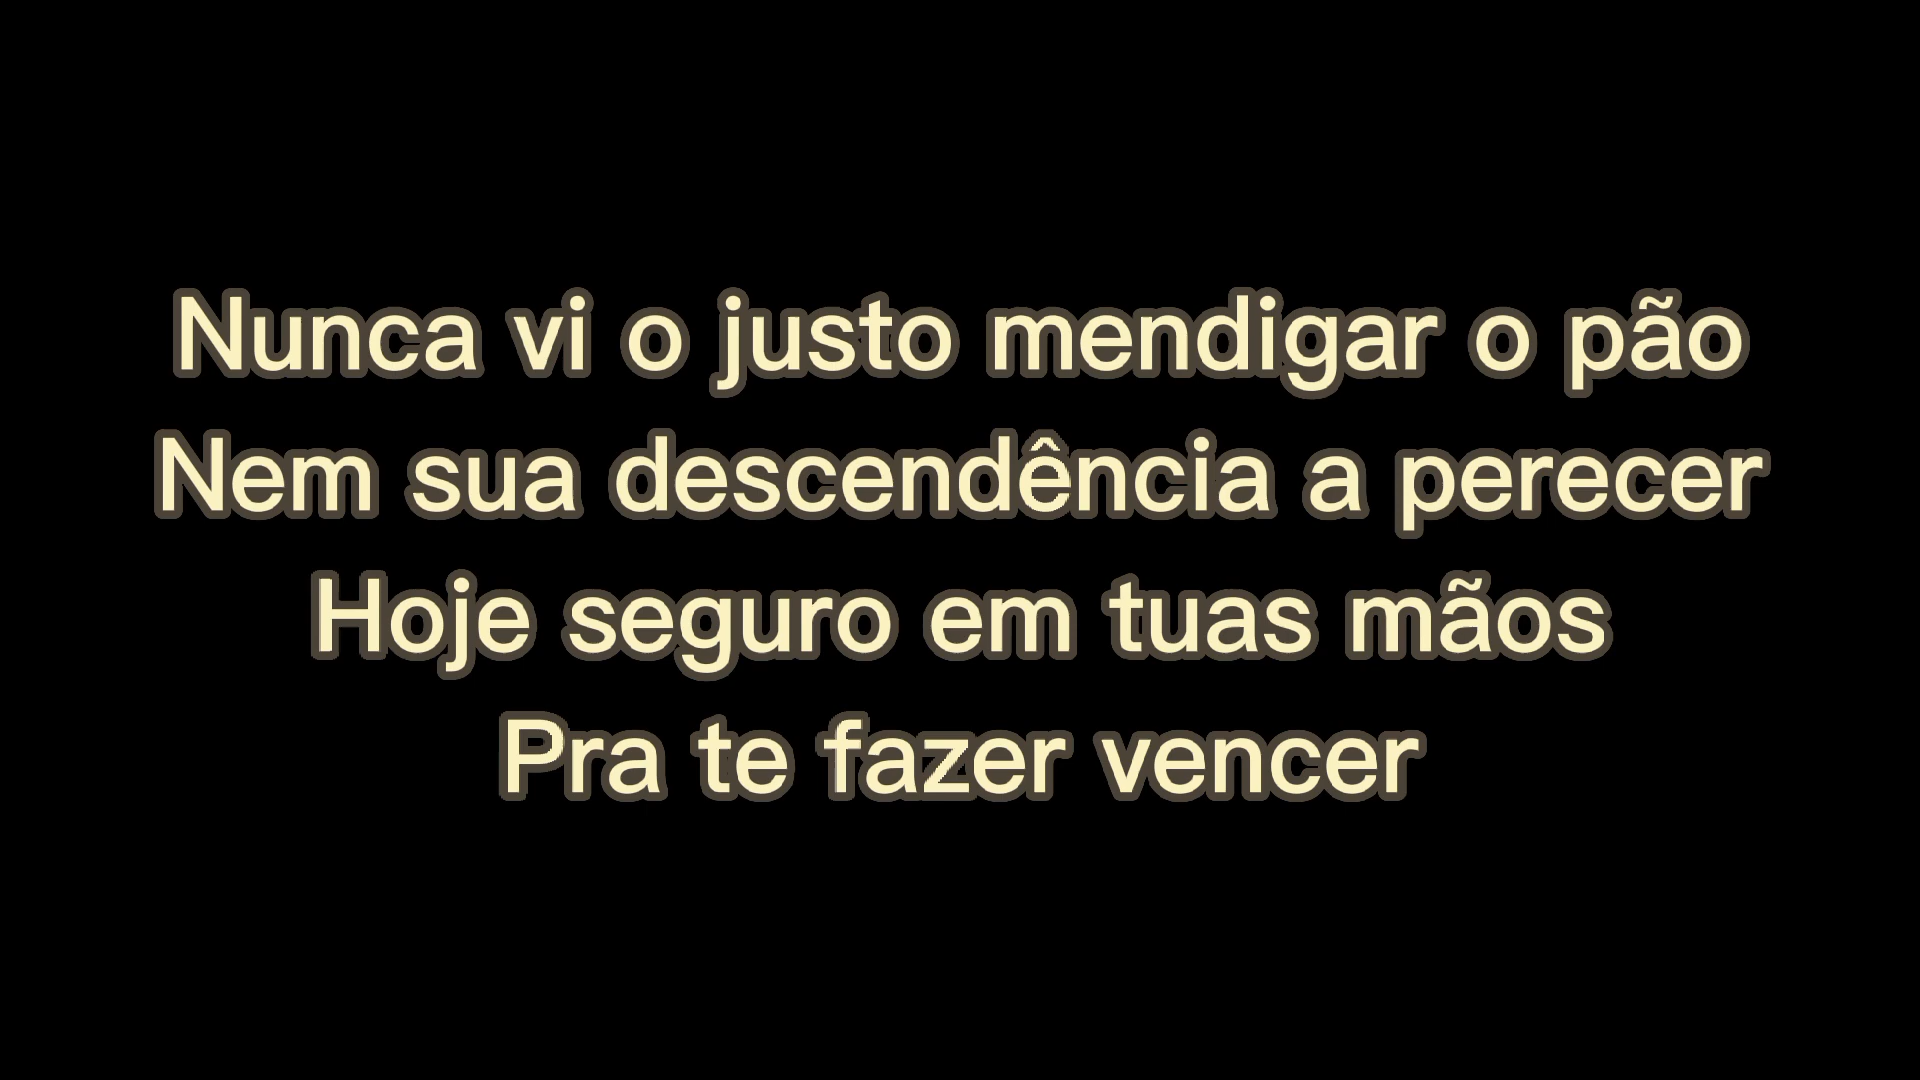 Nunca vi o justo mendigar o pão
Nem sua descendência a perecer
Hoje seguro em tuas mãos
Pra te fazer vencer